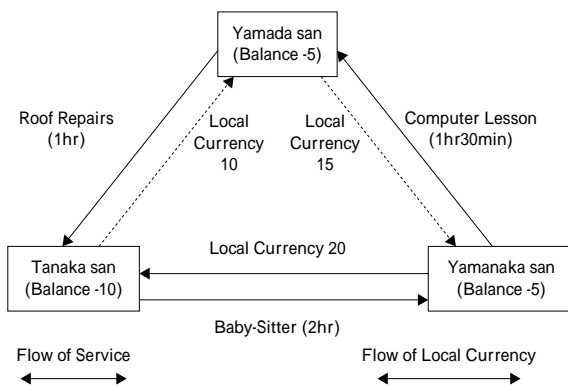 Yamada san
(Balance -5)
Roof Repairs
(1hr)
Local
Currency
10
Local
Currency
15
Computer Lesson
(1hr30min)
Local Currency 20
Tanaka san
(Balance -10)
Yamanaka san
(Balance -5)
Baby-Sitter (2hr)
Flow of Service
Flow of Local Currency